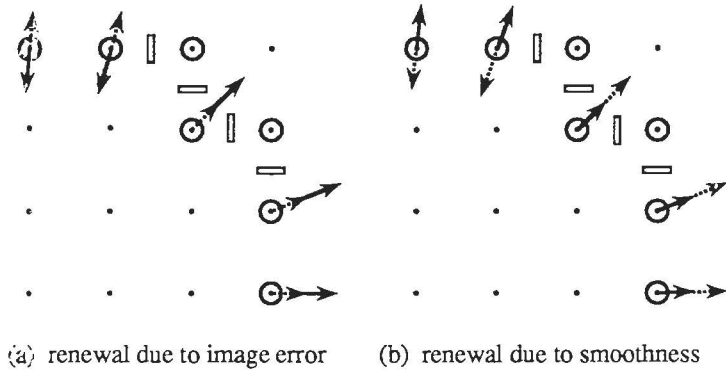 (a) renewal due to image error
(b) renewal due to smoothness